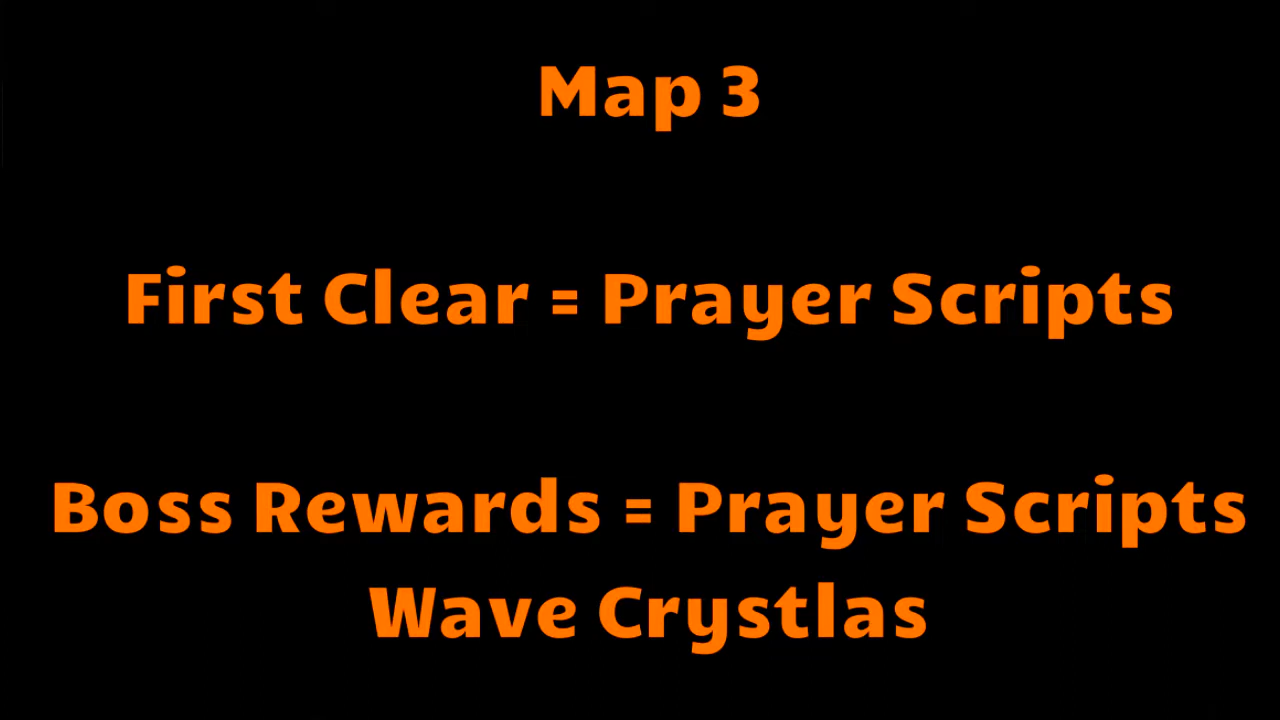 Map 3
First Clear = Prayer Scripts
Boss Rewards = Prayer Scripts
Wave Crystlas